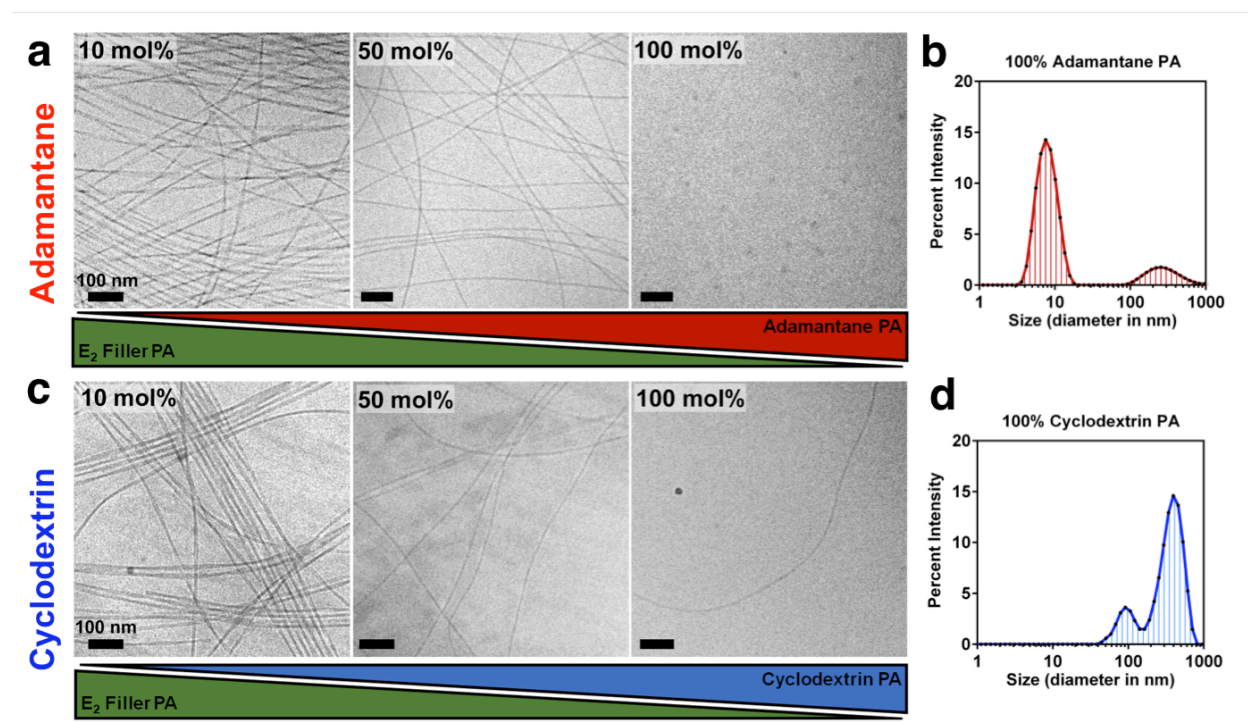 a
Adamantane
10 mol%
50 mol%
100 mol%
100 nm
Adamantane PA
E₂ Filler PA
b
100% Adamantane PA
Percent Intensity
20
15
10
5
0
1 10 100 1000
Size (diameter in nm)
c
Cyclodextrin
10 mol%
50 mol%
100 mol%
100 nm
Cyclodextrin PA
E₂ Filler PA
d
100% Cyclodextrin PA
Percent Intensity
20
15
10
5
0
1 10 100 1000
Size (diameter in nm)